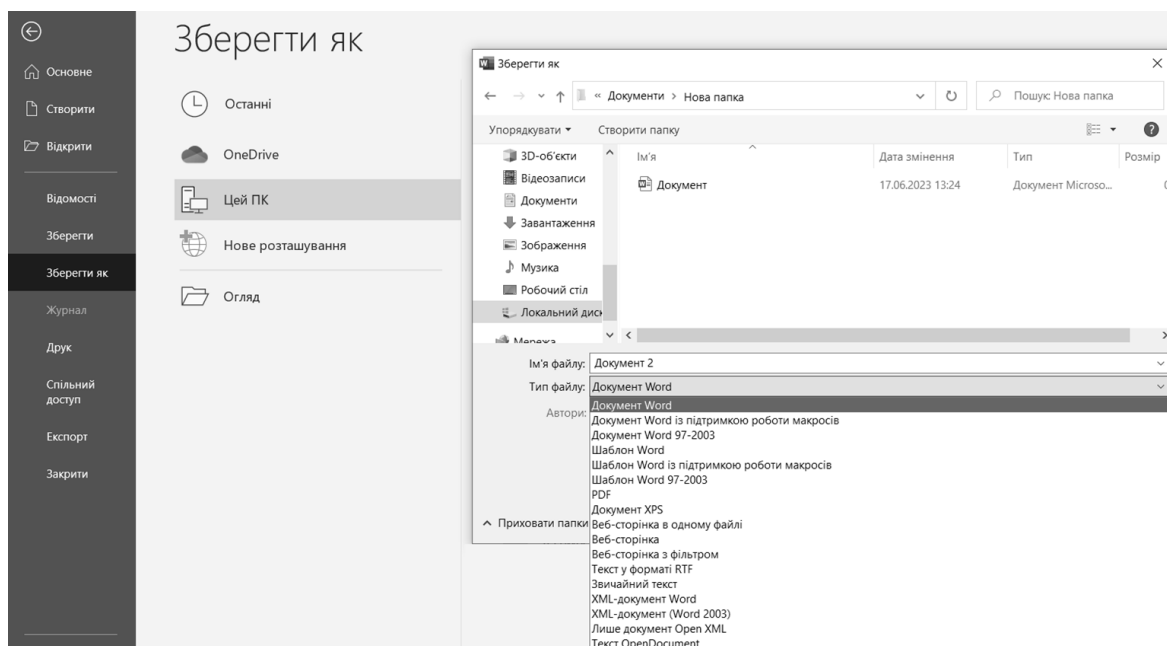 Зберегти як
Основне
Створити
Відкрити
Відомості
Зберегти
Зберегти як
Журнал
Друк
Спільний
доступ
Експорт
Закрити
Останні
OneDrive
Цей ПК
Нове розташування
Огляд
Зберегти як
« Документи > Нова папка
Пошук: Нова папка
Упорядкувати Створити папку
3D-об'єкти
Відеозаписи
Документи
Завантаження
Зображення
Музика
Робочий стіл
Локальний диск
Мережа
Ім'я Дата змінення Тип Розмір
Документ 17.06.2023 13:24 Документ Microso...
Ім'я файлу: Документ 2
Тип файлу: Документ Word
Автори:
Приховати папки
Документ Word
Документ Word із підтримкою роботи макросів
Документ Word 97-2003
Шаблон Word
Шаблон Word із підтримкою роботи макросів
Шаблон Word 97-2003
PDF
Документ XPS
Веб-сторінка в одному файлі
Веб-сторінка
Веб-сторінка з фільтром
Текст у форматі RTF
Звичайний текст
XML-документ Word
XML-документ (Word 2003)
Лише документ Open XML
Текст OpenDocument